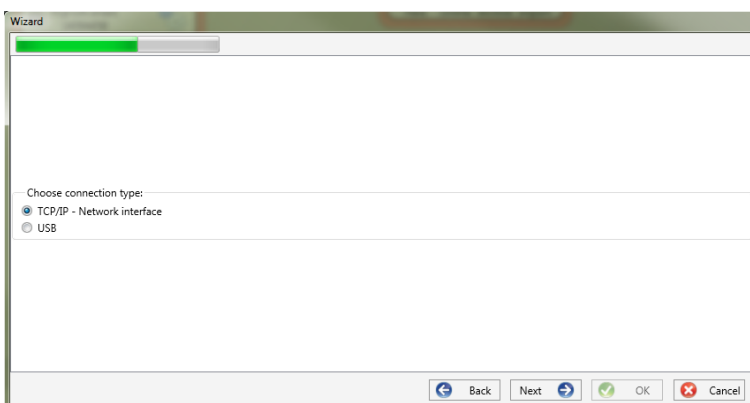 Wizard
Choose connection type:
TCP/IP - Network interface
USB
Back Next OK Cancel